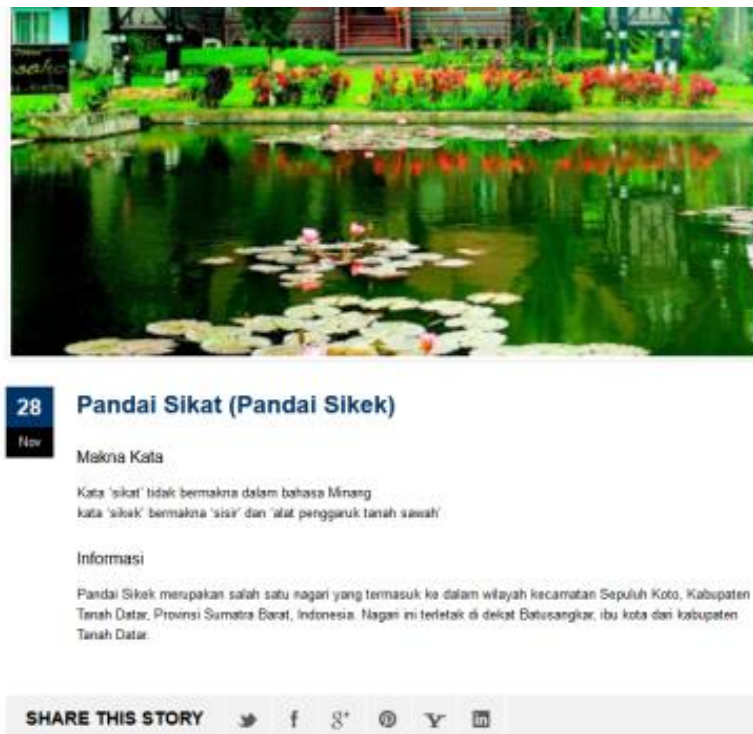 28
Nov
Pandai Sikat (Pandai Sikek)
Makna Kata
Kata 'sikat' tidak bermakna dalam bahasa Minang
kata 'sikek' bermakna 'sisir' dan 'alat penggaruk tanah sawah'
Informasi
Pandai Sikek merupakan salah satu nagari yang termasuk ke dalam wilayah kecamatan Sepuluh Koto, Kabupaten
Tanah Datar, Provinsi Sumatra Barat, Indonesia. Nagari ini terletak di dekat Batusangkar, ibu kota dari kabupaten
Tanah Datar.
SHARE THIS STORY